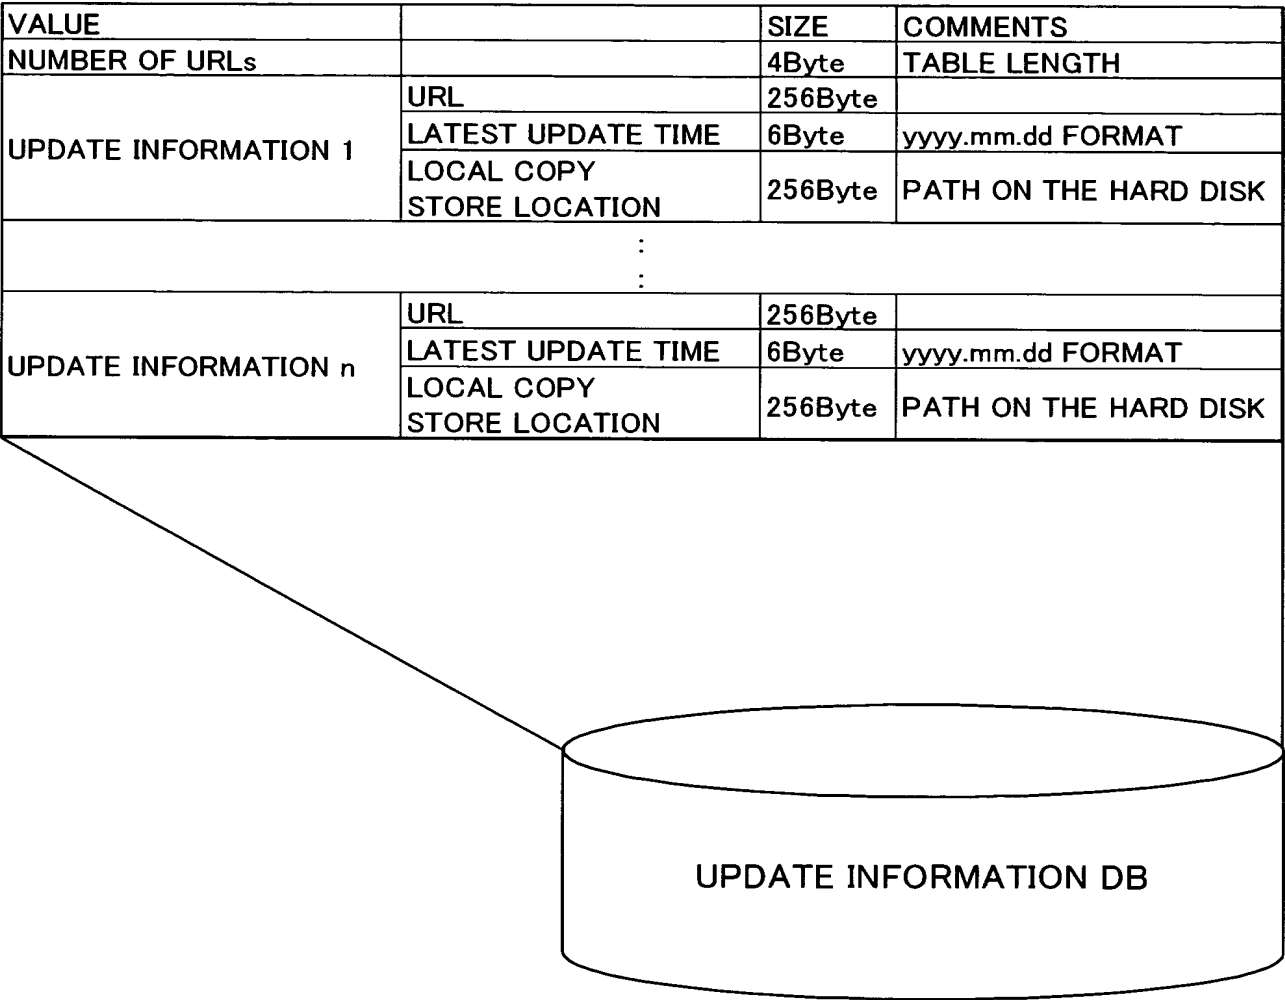 VALUE SIZE COMMENTS
NUMBER OF URLs 4Byte TABLE LENGTH
UPDATE INFORMATION 1
URL 256Byte
LATEST UPDATE TIME 6Byte yyyy.mm.dd FORMAT
LOCAL COPY
STORE LOCATION
256Byte PATH ON THE HARD DISK
:
:
UPDATE INFORMATION n
URL 256Byte
LATEST UPDATE TIME 6Byte yyyy.mm.dd FORMAT
LOCAL COPY
STORE LOCATION
256Byte PATH ON THE HARD DISK
UPDATE INFORMATION DB